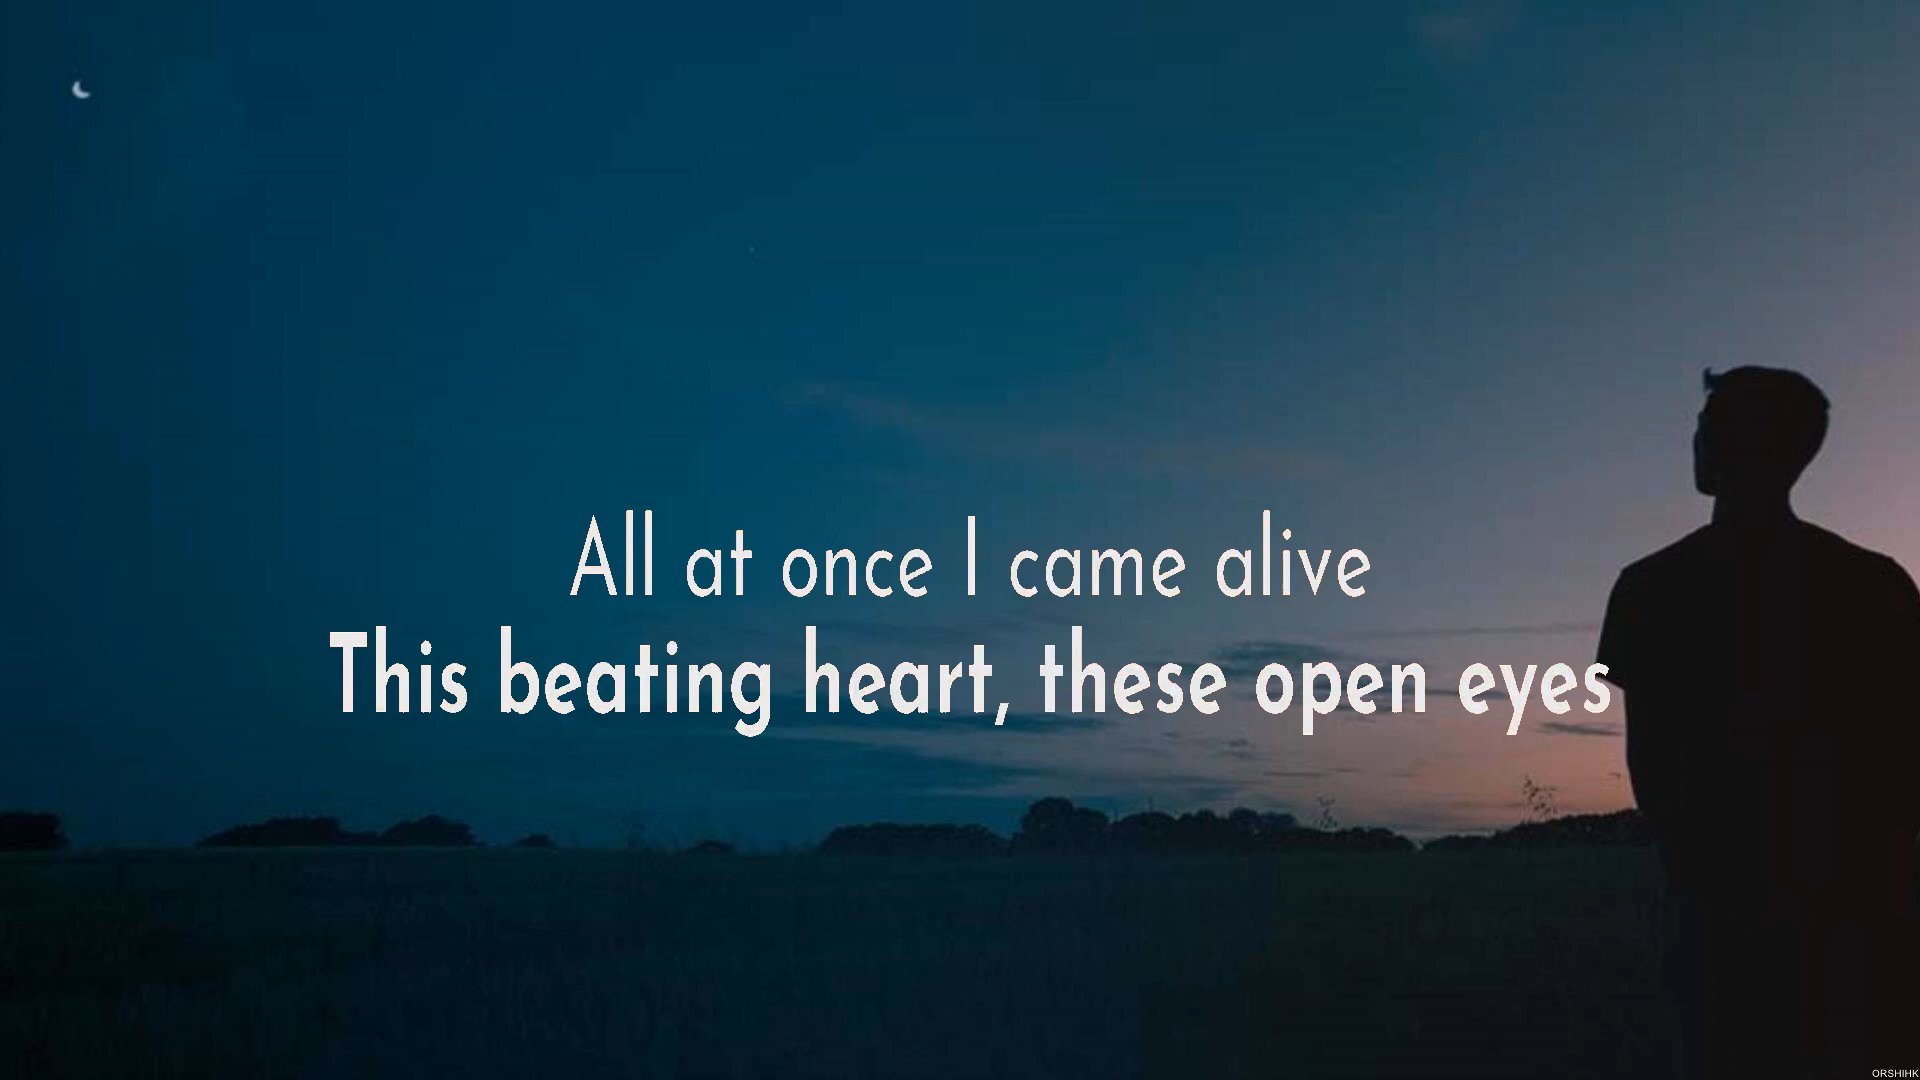 All at once I came alive
This beating heart, these open eyes
ORSHIHK